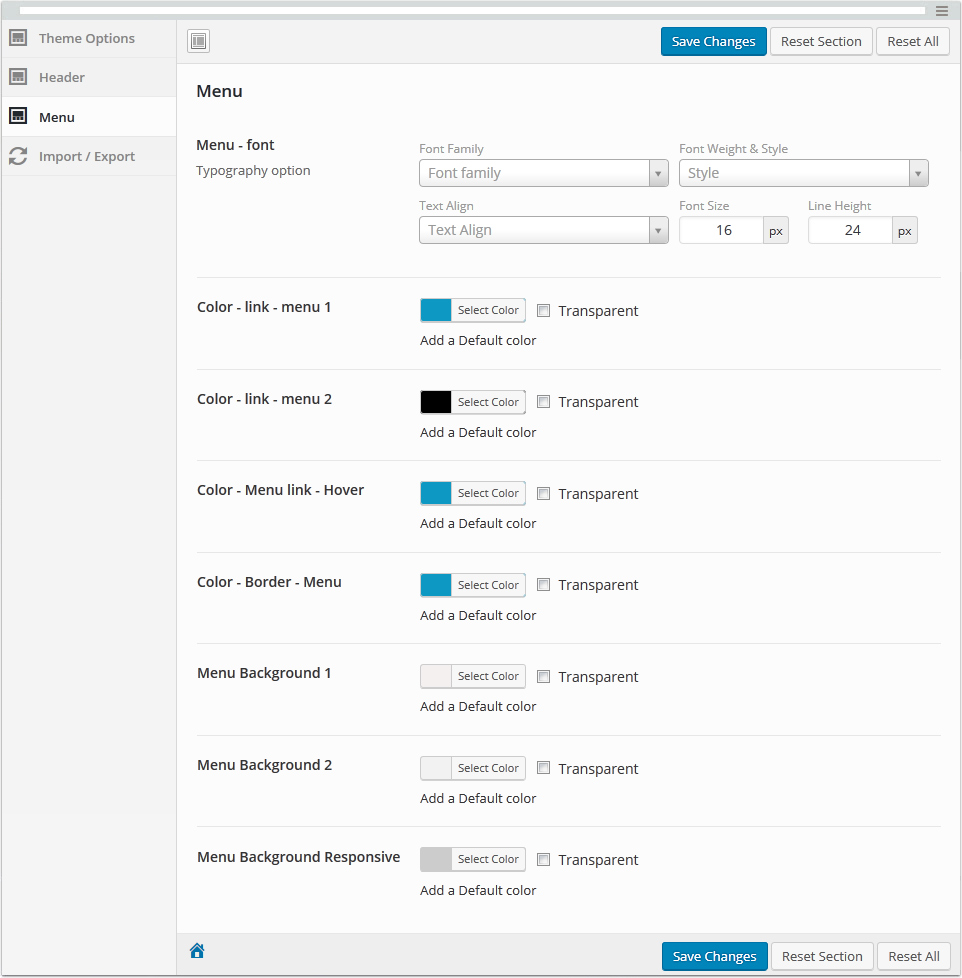 Theme Options
Header
Menu
Import / Export
Save Changes Reset Section Reset All
Menu
Menu - font
Typography option
Font Family Font Weight & Style
Font family Style
Text Align Font Size Line Height
Text Align 16 px 24 px
Color - link - menu 1 Select Color Transparent
Add a Default color
Color - link - menu 2 Select Color Transparent
Add a Default color
Color - Menu link - Hover Select Color Transparent
Add a Default color
Color - Border - Menu Select Color Transparent
Add a Default color
Menu Background 1 Select Color Transparent
Add a Default color
Menu Background 2 Select Color Transparent
Add a Default color
Menu Background Responsive Select Color Transparent
Add a Default color
Save Changes Reset Section Reset All